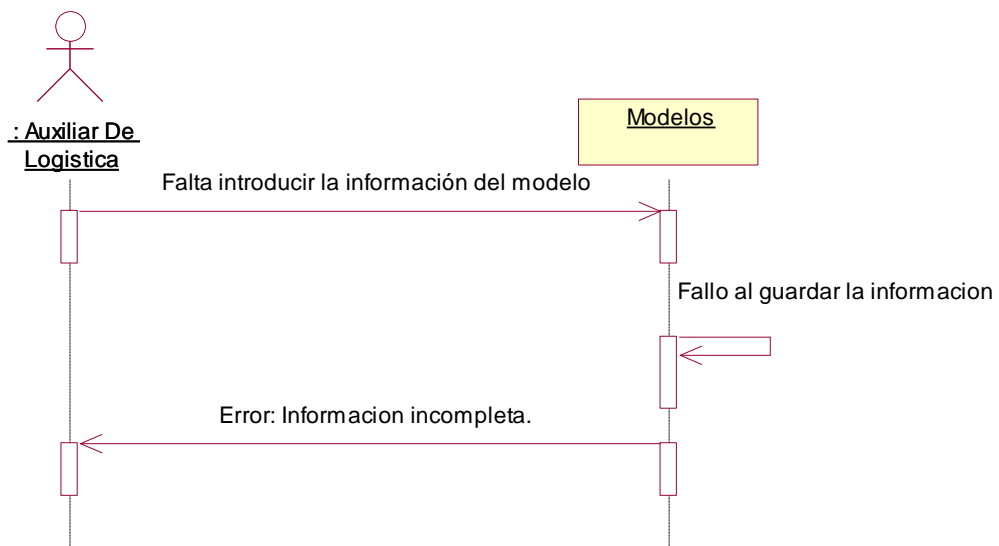 : Auxiliar De
Logistica
Modelos
Falta introducir la información del modelo
Fallo al guardar la informacion
Error: Informacion incompleta.